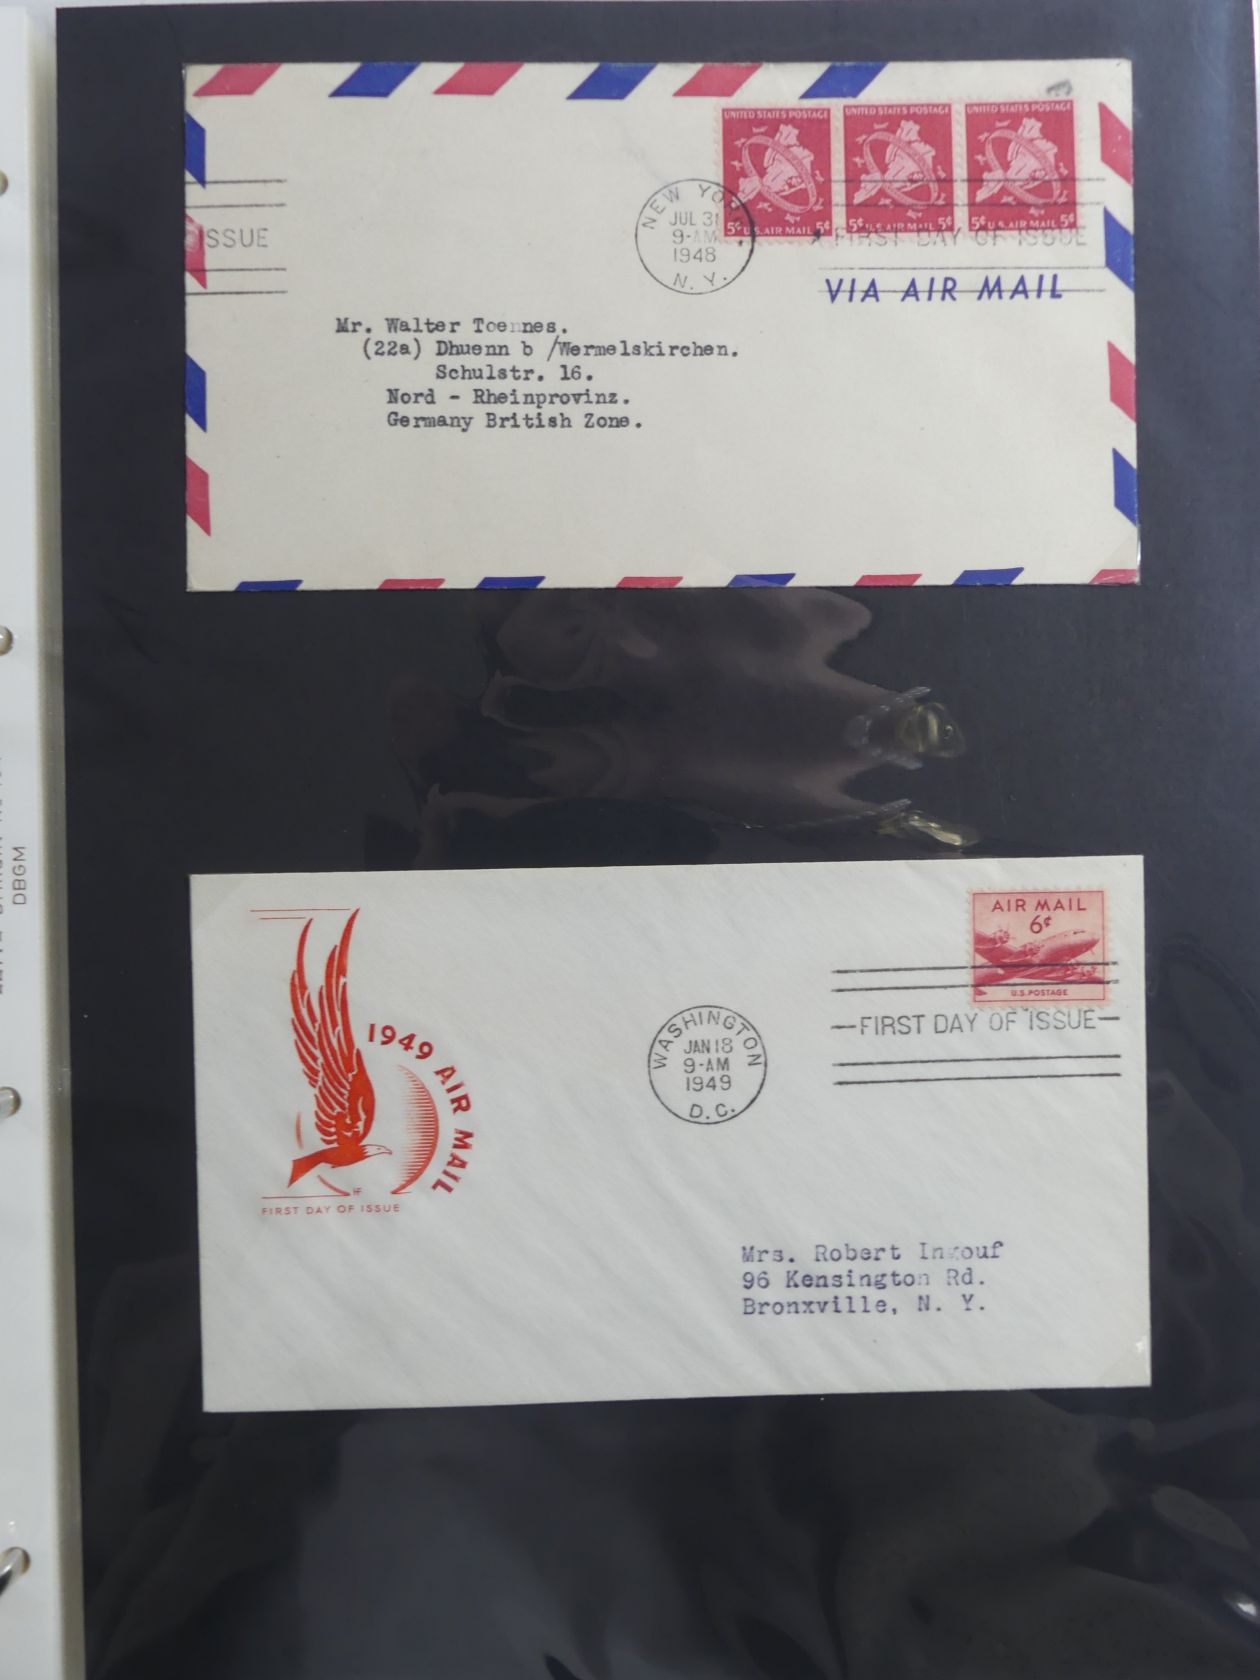 UNITED STATES POSTAGE UNITED STATES POSTAGE UNITED STATES POSTAGE
5¢ U.S. AIR MAIL 5¢ 5¢ U.S. AIR MAIL 5¢ 5¢ U.S. AIR MAIL 5¢
NEW YORK,
JUL 31
9-AM
1948
N. Y.
ISSUE
FIRST DAY OF ISSUE
VIA AIR MAIL
Mr. Walter Toennes.
(22a) Dhuenn b /Wermelskirchen.
Schulstr. 16.
Nord - Rheinprovinz.
Germany British Zone.
DBGM
AIR MAIL
6¢
U.S. POSTAGE
WASHINGTON
JAN 18
9-AM
1949
D.C.
FIRST DAY OF ISSUE
1949 AIR MAIL
HF
FIRST DAY OF ISSUE
Mrs. Robert
96 Kensington Rd.
Bronxville, N. Y.